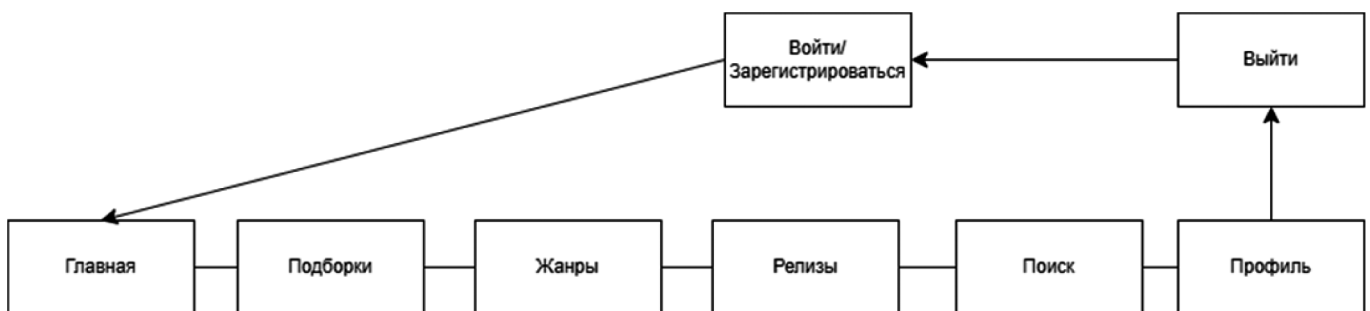 Войти/
Зарегистрироваться
Выйти
Главная
Подборки
Жанры
Релизы
Поиск
Профиль